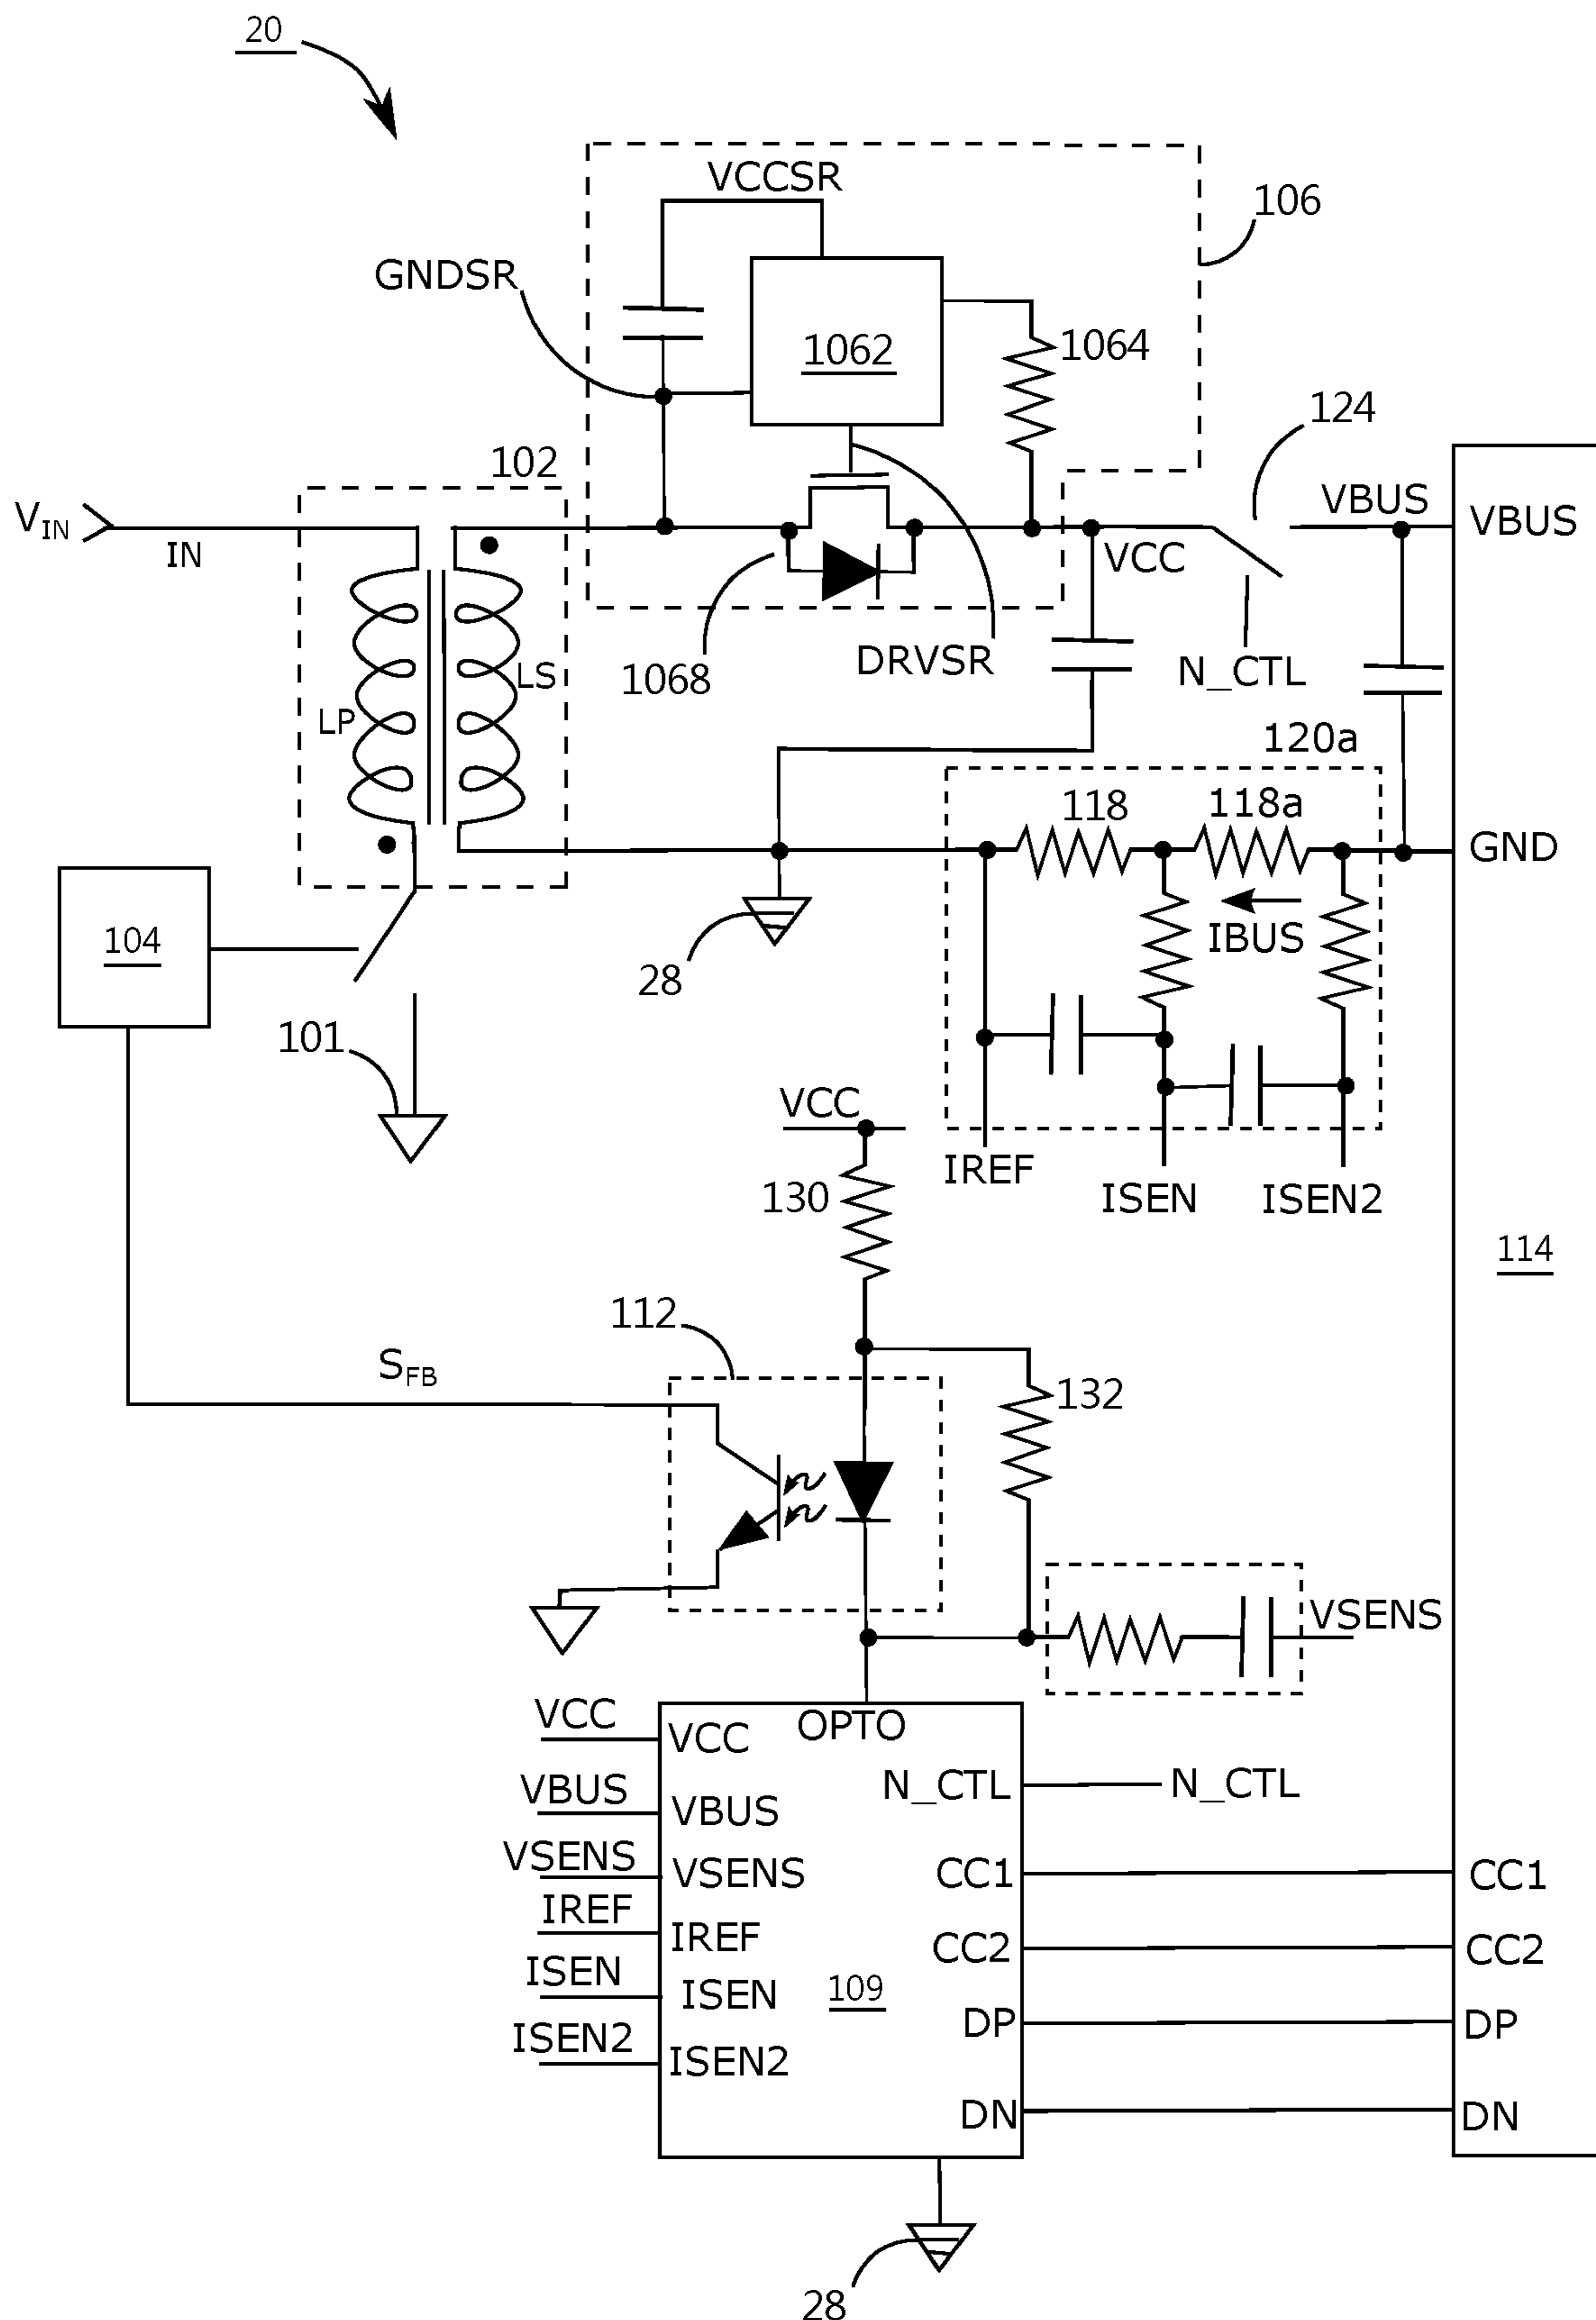 20
VCCSR
106
GNDSR
1062
1064
124
102
VIN
IN
VBUS
VBUS
VCC
1068
DRVSR
N_CTL
LS
LP
120a
118
118a
GND
104
28
IBUS
101
VCC
IREF
ISEN
ISEN2
130
114
112
SFB
132
VSENS
VCC
VCC
OPTO
VBUS
VBUS
N_CTL
N_CTL
VSENS
VSENS
CC1
CC1
IREF
IREF
CC2
CC2
ISEN
ISEN
109
DP
DP
ISEN2
ISEN2
DN
DN
28